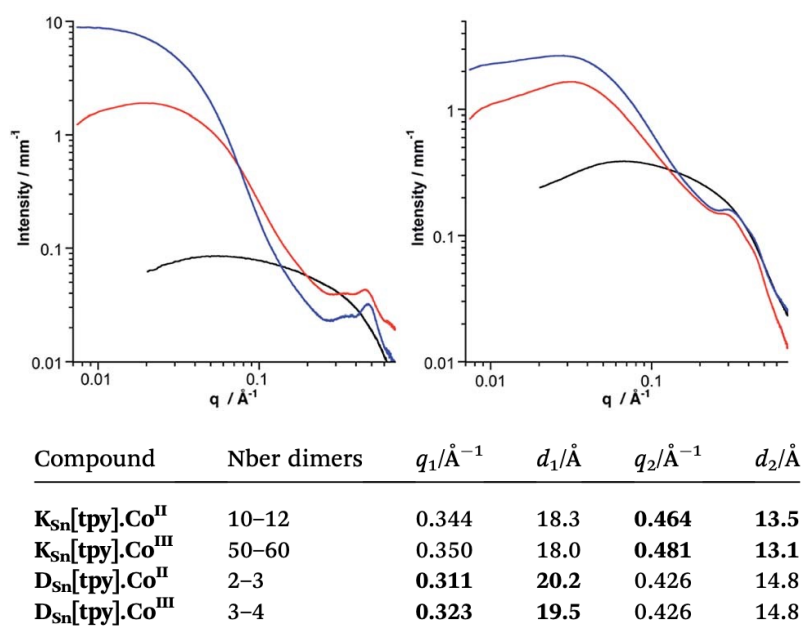 10
1
0.1
0.01
Intensity / mm⁻¹
0.01
0.1
q / Å⁻¹
1
0.1
0.01
Intensity / mm⁻¹
0.01
0.1
q / Å⁻¹
Compound Nber dimers q₁/Å⁻¹ d₁/Å q₂/Å⁻¹ d₂/Å
K_Sn[tpy].Co^II 10–12 0.344 18.3 0.464 13.5
K_Sn[tpy].Co^III 50–60 0.350 18.0 0.481 13.1
D_Sn[tpy].Co^II 2–3 0.311 20.2 0.426 14.8
D_Sn[tpy].Co^III 3–4 0.323 19.5 0.426 14.8